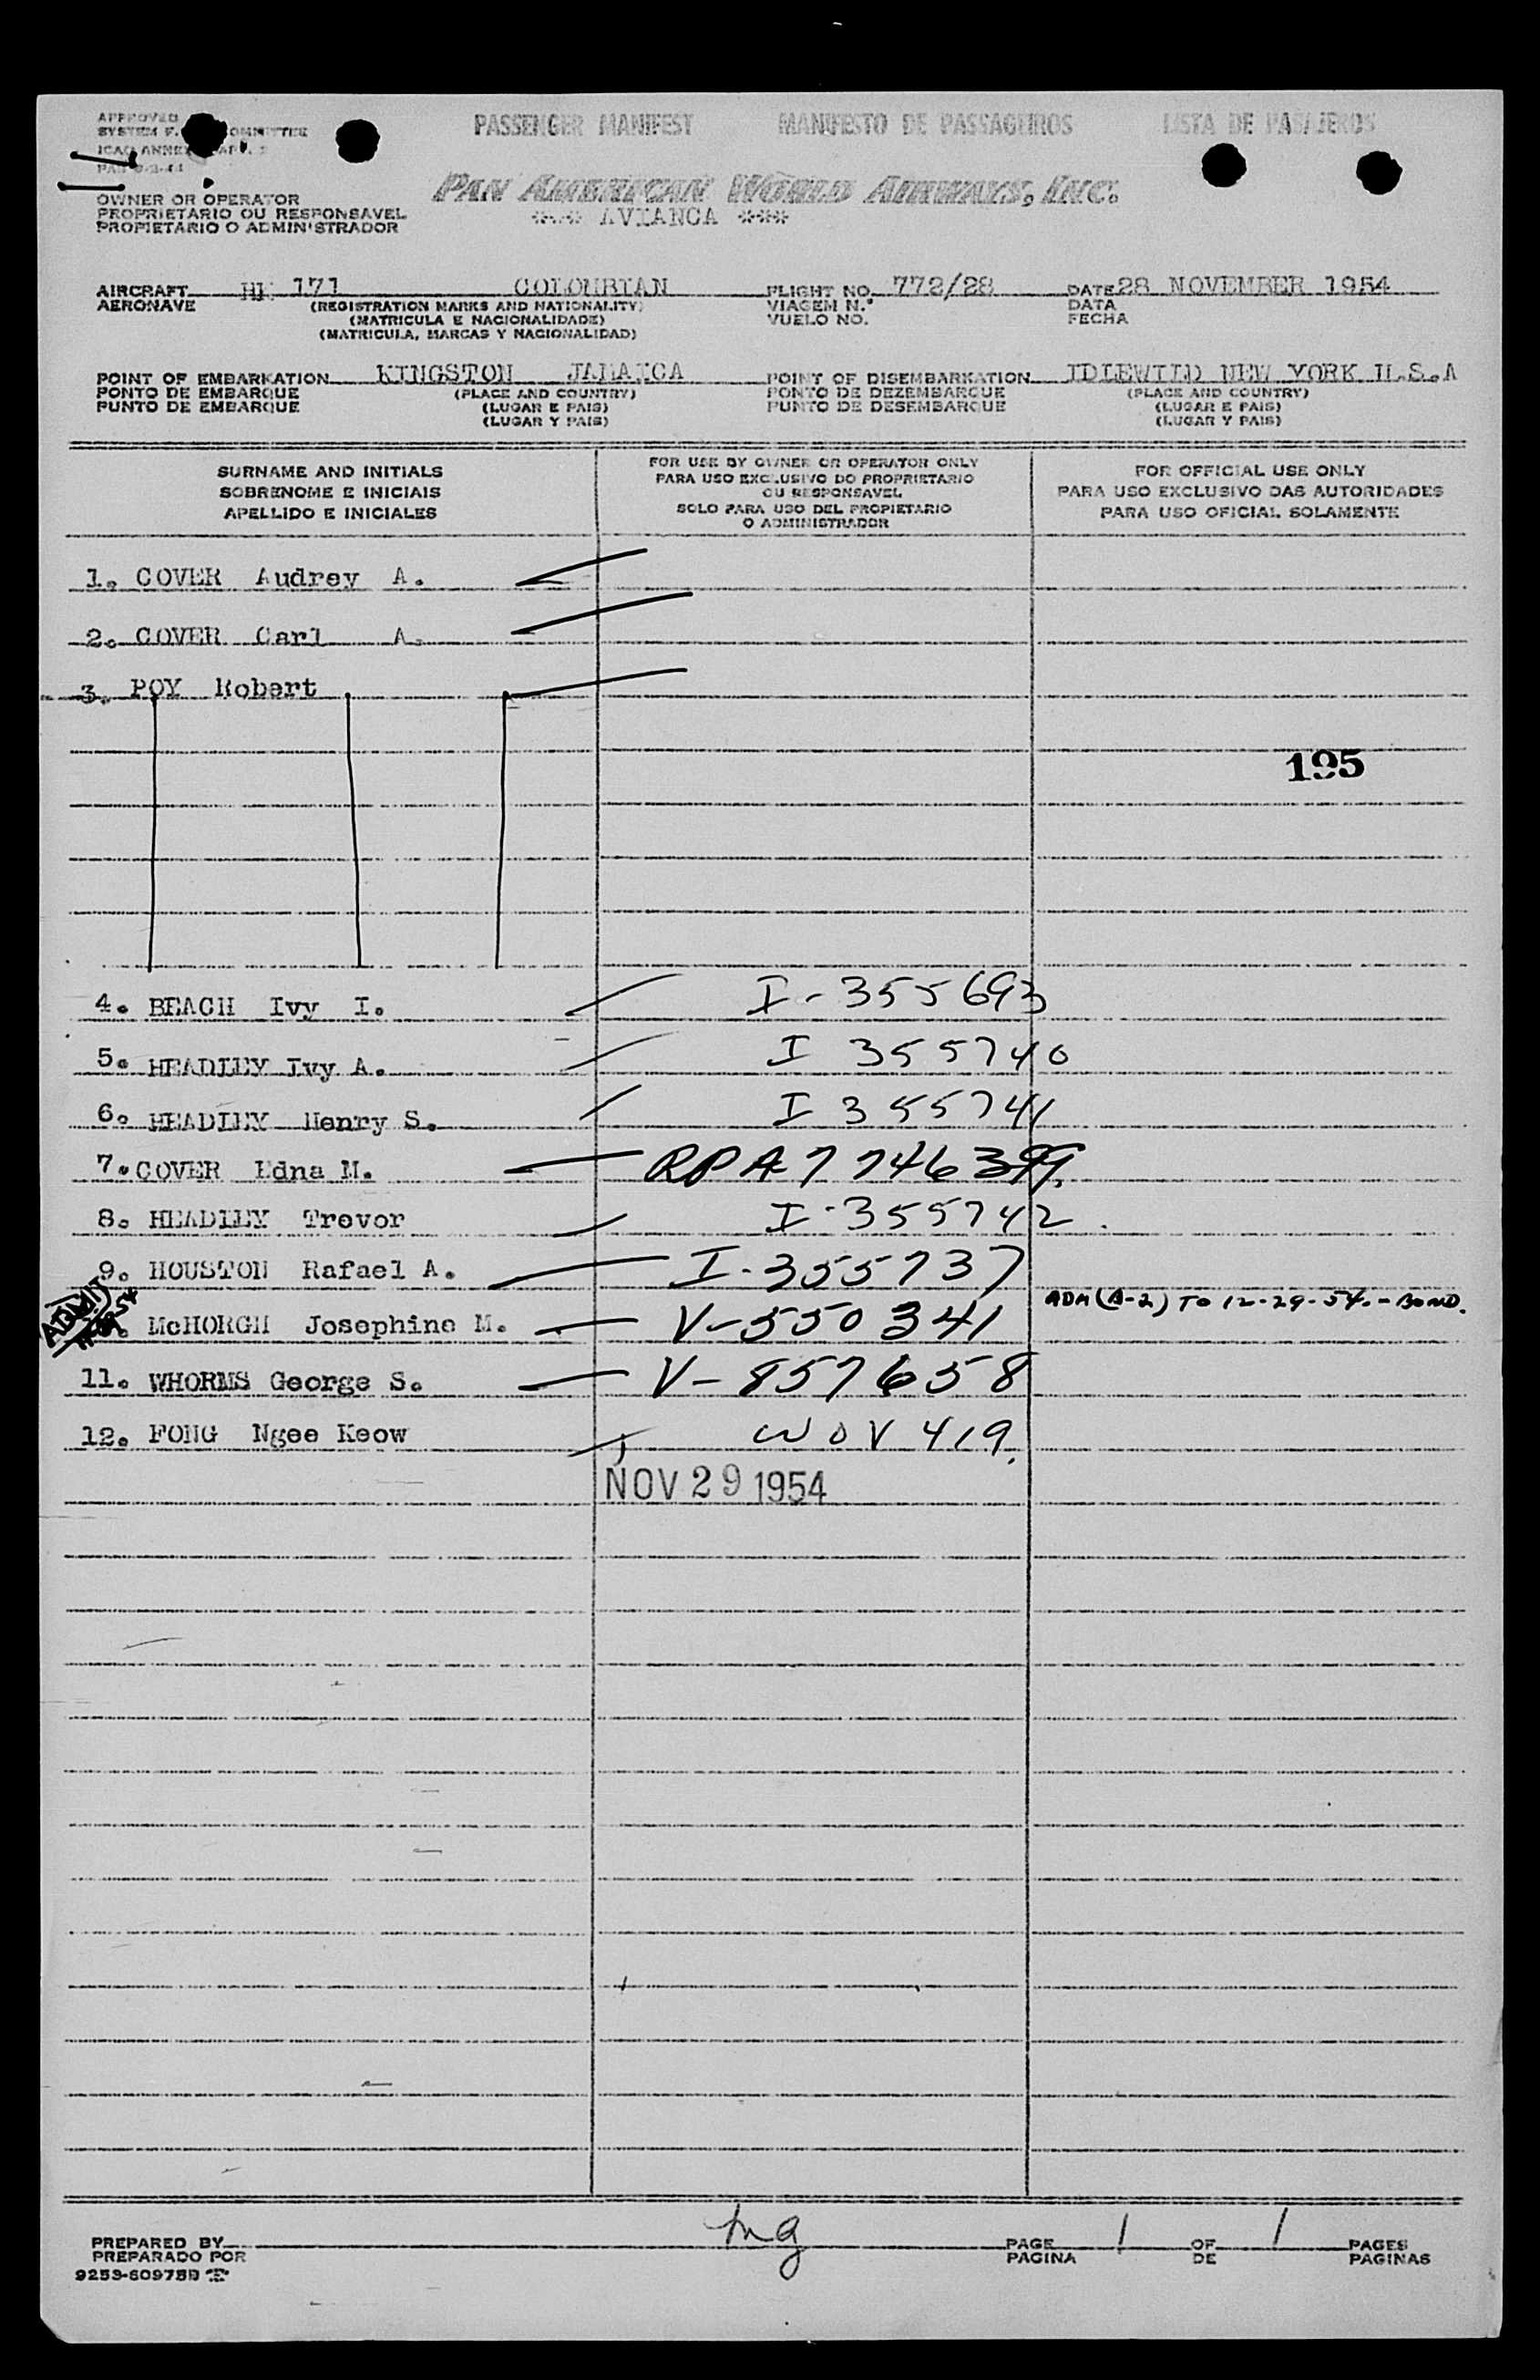 APPROVED
SYSTEM F. COMMITTEE
ICAO ANNEX
OWNER OR OPERATOR
PROPRIETARIO OU RESPONSAVEL
PROPIETARIO O ADMINISTRADOR
PASSENGER MANIFEST MANIFESTO DE PASSAGEIROS LISTA DE PASAJEROS
PAN AMERICAN WORLD AIRWAYS, INC.
*** AVIANCA ***
AIRCRAFT HK 171 COLOMBIAN FLIGHT NO. 772/28 DATE 28 NOVEMBER 1954
AERONAVE (REGISTRATION MARKS AND NATIONALITY) VIAGEM N.º DATA
(MATRICULA E NACIONALIDADE) VUELO NO. FECHA
(MATRICULA, MARCAS Y NACIONALIDAD)
POINT OF EMBARKATION KINGSTON JAMAICA POINT OF DISEMBARKATION IDLEWILD NEW YORK U.S.A
PONTO DE EMBARQUE (PLACE AND COUNTRY) PONTO DE DEZEMBARQUE (PLACE AND COUNTRY)
PUNTO DE EMBARQUE (LUGAR E PAIS) PUNTO DE DESEMBARQUE (LUGAR E PAIS)
(LUGAR Y PAIS) (LUGAR Y PAIS)
SURNAME AND INITIALS
SOBRENOME E INICIAIS
APELLIDO E INICIALES
FOR USE BY OWNER OR OPERATOR ONLY
PARA USO EXCLUSIVO DO PROPRIETARIO
OU RESPONSAVEL
SOLO PARA USO DEL PROPIETARIO
O ADMINISTRADOR
FOR OFFICIAL USE ONLY
PARA USO EXCLUSIVO DAS AUTORIDADES
PARA USO OFICIAL SOLAMENTE
1. COVER Audrey A.
2. COVER Carl A.
3. POY Robert
195
4. BEACH Ivy I. I-355693
5. HEADLEY Ivy A. I 355740
6. HEADLEY Henry S. I 355741
7. COVER Edna M. RPA 7746399.
8. HEADLEY Trevor I-355742.
9. HOUSTON Rafael A. I-355737
ADMIT
McHORGH Josephine M. V-550341 ADM (A-2) TO 12-29-54.-BOND.
11. WHORMS George S. V-857658
12. FONG Ngee Keow WOV 419.
NOV 29 1954
PREPARED BY mg PAGE 1 OF 1 PAGES
PREPARADO POR PAGINA DE PAGINAS